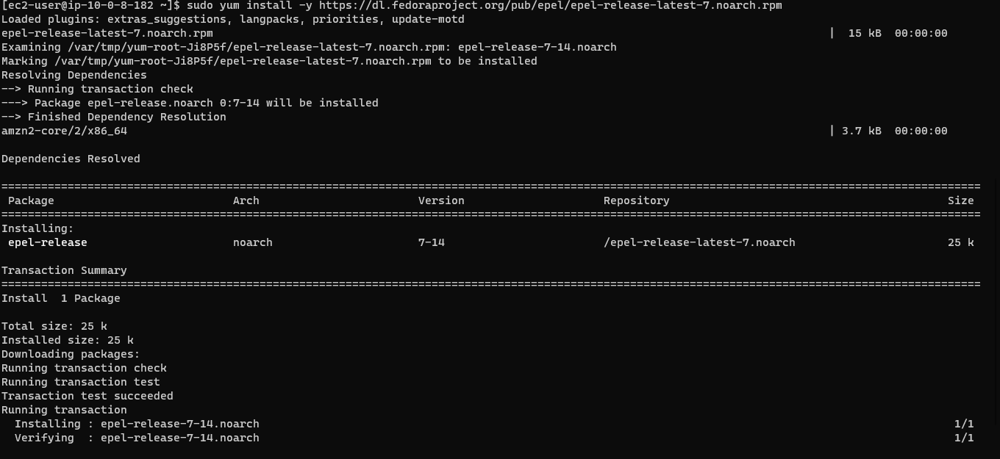 [ec2-user@ip-10-0-8-182 ~]$ sudo yum install -y https://dl.fedoraproject.org/pub/epel/epel-release-latest-7.noarch.rpm
Loaded plugins: extras_suggestions, langpacks, priorities, update-motd
epel-release-latest-7.noarch.rpm | 15 kB 00:00:00
Examining /var/tmp/yum-root-Ji8P5f/epel-release-latest-7.noarch.rpm: epel-release-7-14.noarch
Marking /var/tmp/yum-root-Ji8P5f/epel-release-latest-7.noarch.rpm to be installed
Resolving Dependencies
--> Running transaction check
---> Package epel-release.noarch 0:7-14 will be installed
--> Finished Dependency Resolution
amzn2-core/2/x86_64 | 3.7 kB 00:00:00
Dependencies Resolved
====================================================================================================================================================
Package Arch Version Repository Size
====================================================================================================================================================
Installing:
epel-release noarch 7-14 /epel-release-latest-7.noarch 25 k
Transaction Summary
====================================================================================================================================================
Install 1 Package
Total size: 25 k
Installed size: 25 k
Downloading packages:
Running transaction check
Running transaction test
Transaction test succeeded
Running transaction
Installing : epel-release-7-14.noarch 1/1
Verifying : epel-release-7-14.noarch 1/1